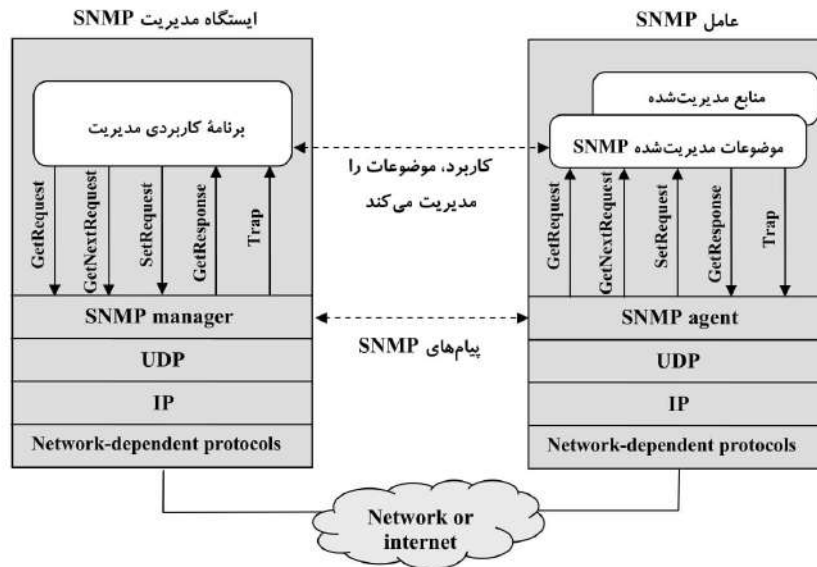 ایستگاه مدیریت SNMP
برنامهٔ کاربردی مدیریت
GetRequest
GetNextRequest
SetRequest
GetResponse
Trap
SNMP manager
UDP
IP
Network-dependent protocols
کاربرد، موضوعات را
مدیریت می‌کند
پیام‌های SNMP
عامل SNMP
منابع مدیریت‌شده
موضوعات مدیریت‌شده SNMP
GetRequest
GetNextRequest
SetRequest
GetResponse
Trap
SNMP agent
UDP
IP
Network-dependent protocols
Network or
internet